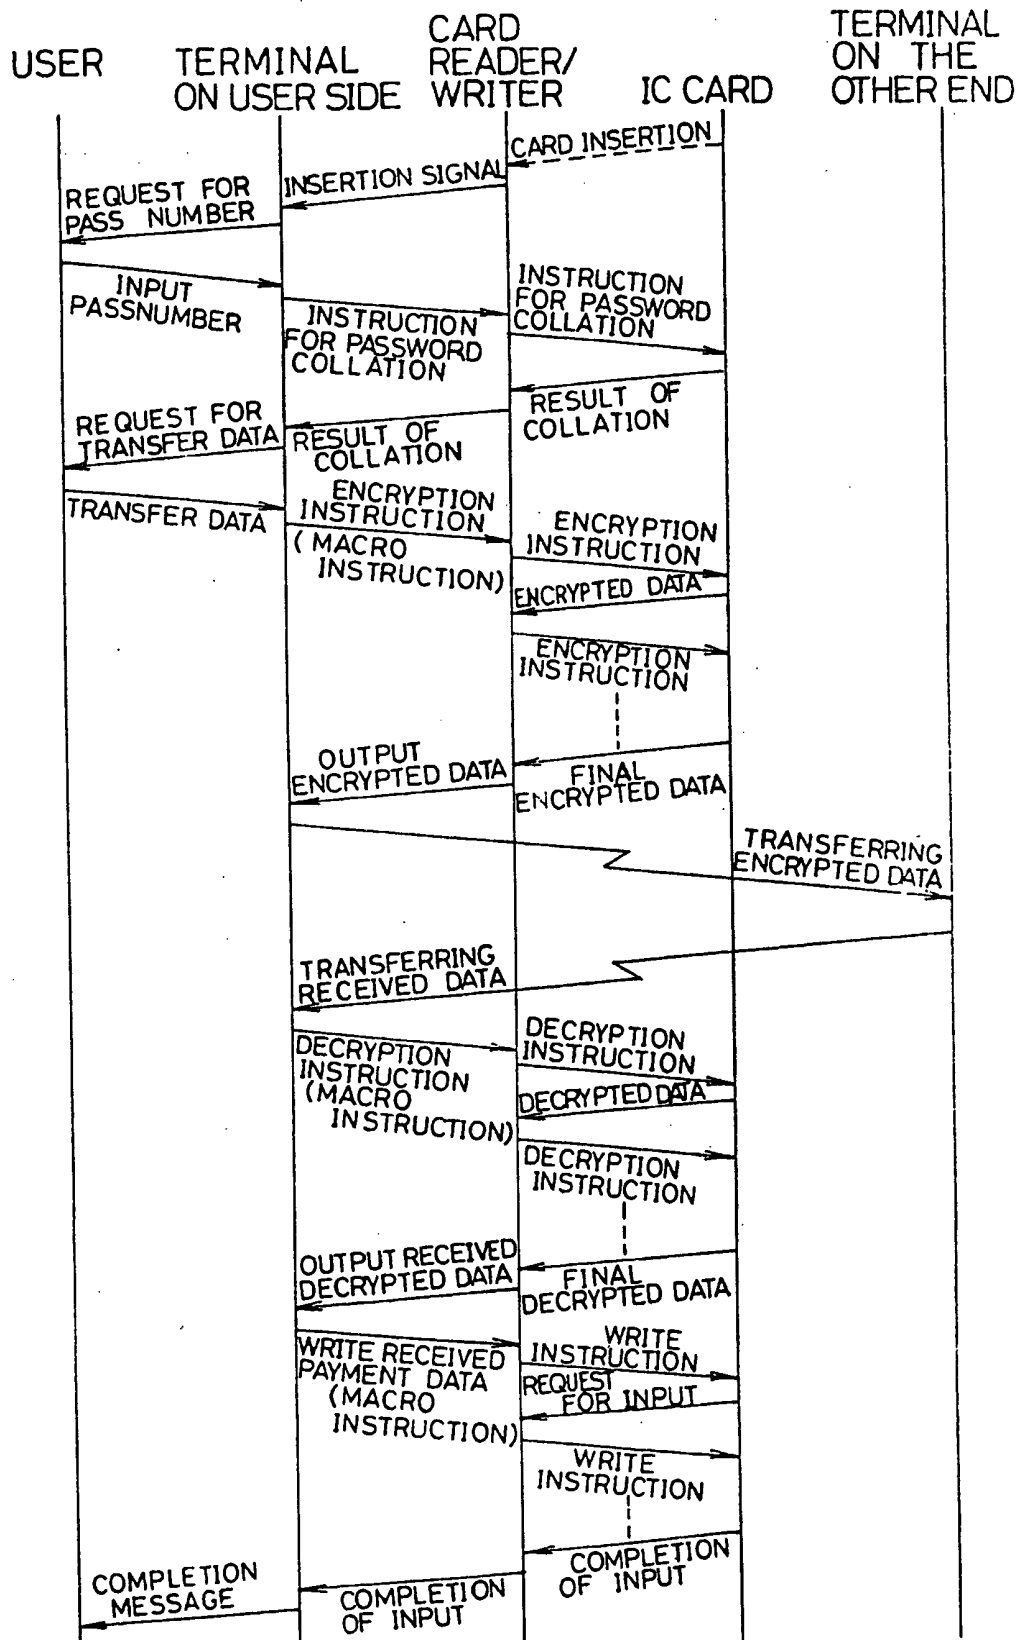 USER
TERMINAL
ON USER SIDE
CARD
READER/
WRITER
IC CARD
TERMINAL
ON THE
OTHER END
CARD INSERTION
INSERTION SIGNAL
REQUEST FOR
PASS NUMBER
INPUT
PASSNUMBER
INSTRUCTION
FOR PASSWORD
COLLATION
INSTRUCTION
FOR PASSWORD
COLLATION
RESULT OF
COLLATION
REQUEST FOR
TRANSFER DATA
RESULT OF
COLLATION
TRANSFER DATA
ENCRYPTION
INSTRUCTION
(MACRO
INSTRUCTION)
ENCRYPTION
INSTRUCTION
ENCRYPTED DATA
ENCRYPTION
INSTRUCTION
OUTPUT
ENCRYPTED DATA
FINAL
ENCRYPTED DATA
TRANSFERRING
ENCRYPTED DATA
TRANSFERRING
RECEIVED DATA
DECRYPTION
INSTRUCTION
(MACRO
INSTRUCTION)
DECRYPTION
INSTRUCTION
DECRYPTED DATA
DECRYPTION
INSTRUCTION
OUTPUT RECEIVED
DECRYPTED DATA
FINAL
DECRYPTED DATA
WRITE RECEIVED
PAYMENT DATA
(MACRO
INSTRUCTION)
WRITE
INSTRUCTION
REQUEST
FOR INPUT
WRITE
INSTRUCTION
COMPLETION
OF INPUT
COMPLETION
MESSAGE
COMPLETION
OF INPUT